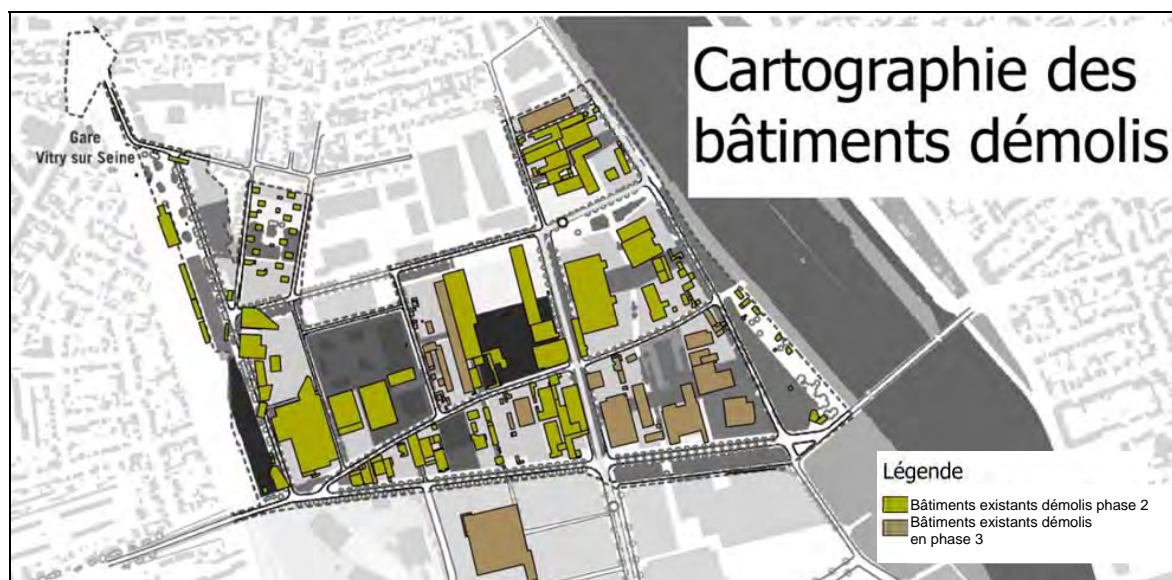 Cartographie des
bâtiments démolis
Gare
Vitry sur Seine
Légende
Bâtiments existants démolis phase 2
Bâtiments existants démolis
en phase 3